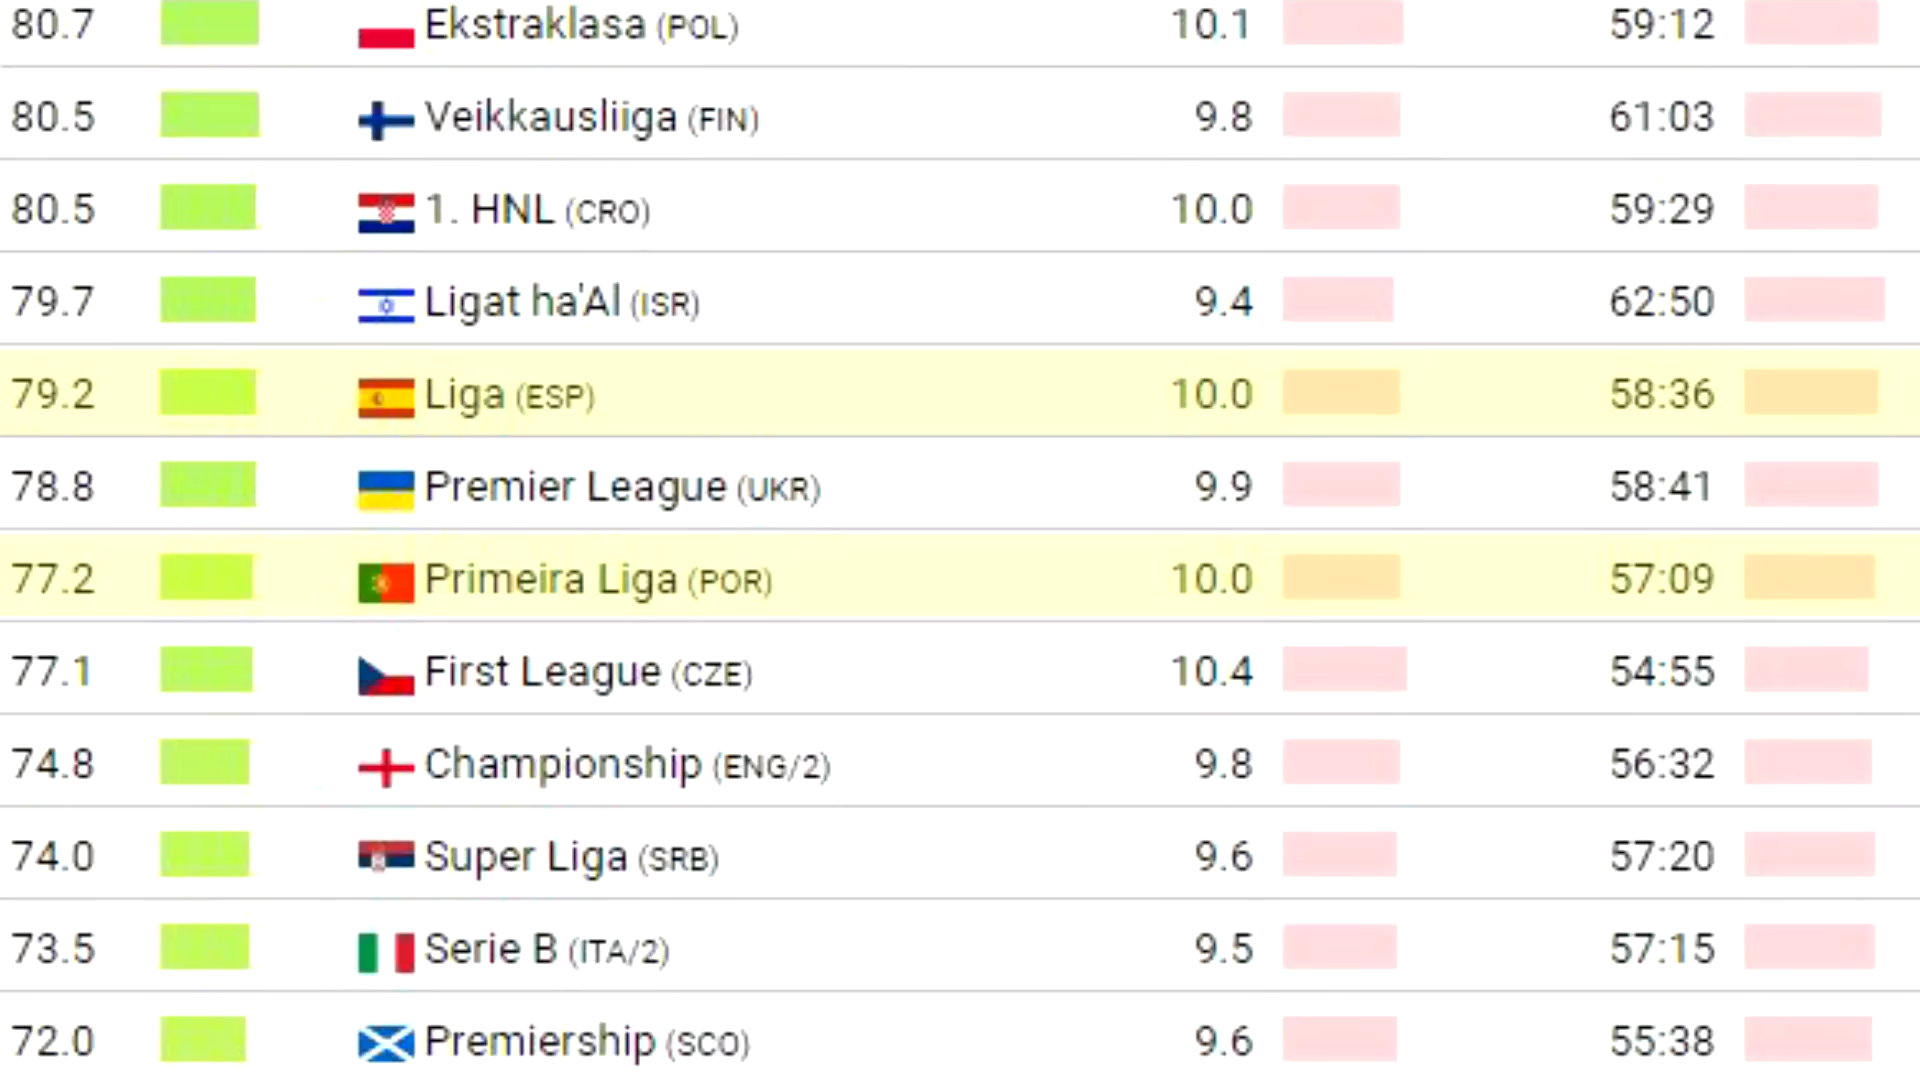 80.7 Ekstraklasa (POL) 10.1 59:12
80.5 Veikkausliiga (FIN) 9.8 61:03
80.5 1. HNL (CRO) 10.0 59:29
79.7 Ligat ha'Al (ISR) 9.4 62:50
79.2 Liga (ESP) 10.0 58:36
78.8 Premier League (UKR) 9.9 58:41
77.2 Primeira Liga (POR) 10.0 57:09
77.1 First League (CZE) 10.4 54:55
74.8 Championship (ENG/2) 9.8 56:32
74.0 Super Liga (SRB) 9.6 57:20
73.5 Serie B (ITA/2) 9.5 57:15
72.0 Premiership (SCO) 9.6 55:38